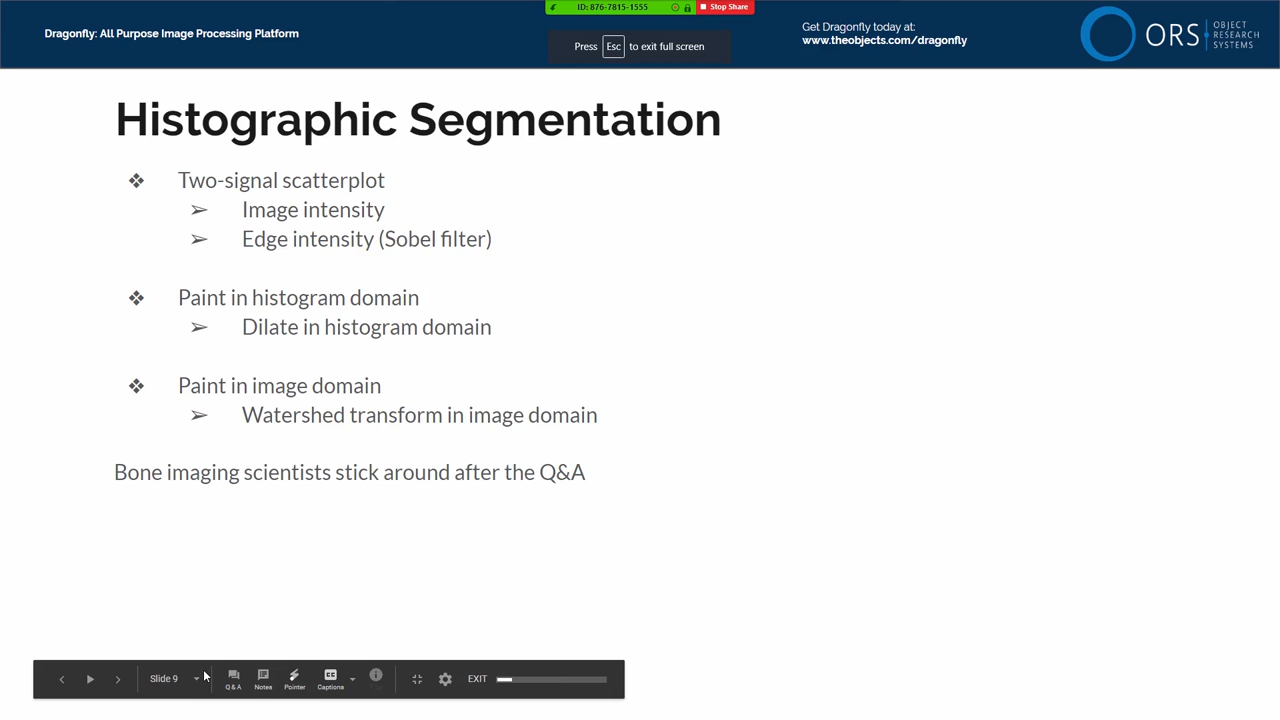 ID: 876-7815-1555
Stop Share
Dragonfly: All Purpose Image Processing Platform
Press Esc to exit full screen
Get Dragonfly today at:
www.theobjects.com/dragonfly
ORS
OBJECT
RESEARCH
SYSTEMS
Histographic Segmentation
❖ Two-signal scatterplot
➢ Image intensity
➢ Edge intensity (Sobel filter)
❖ Paint in histogram domain
➢ Dilate in histogram domain
❖ Paint in image domain
➢ Watershed transform in image domain
Bone imaging scientists stick around after the Q&A
Slide 9
Q&A
Notes
Pointer
Captions
EXIT